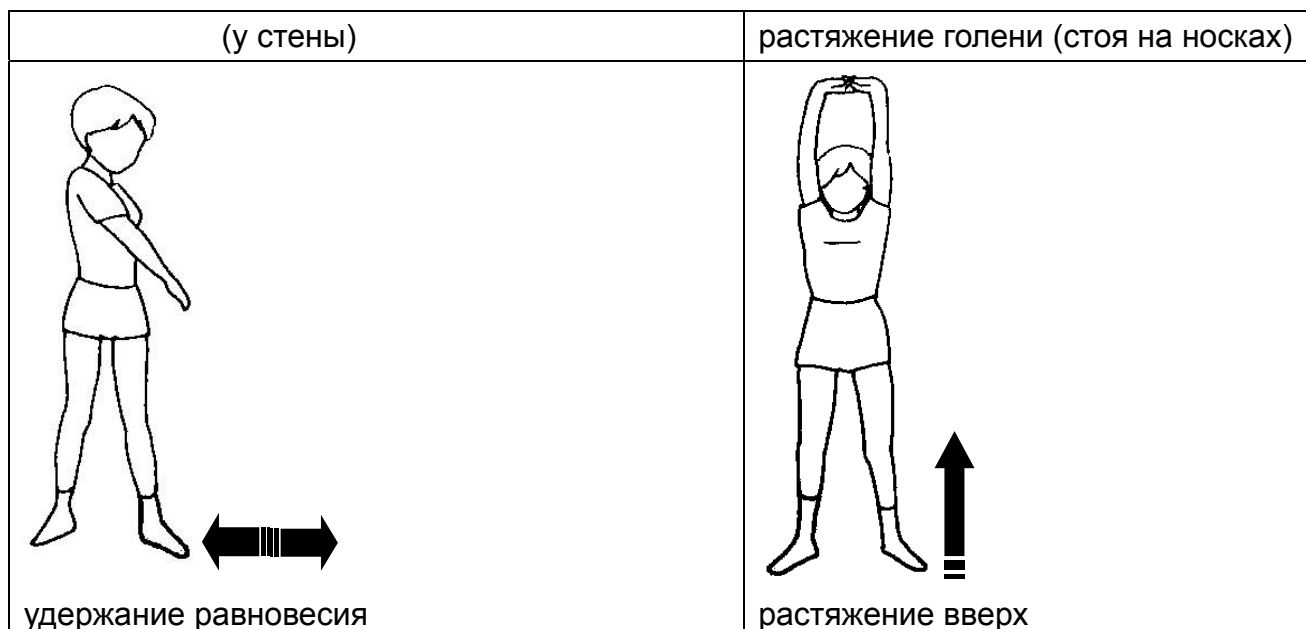 (у стены)
растяжение голени (стоя на носках)
удержание равновесия
растяжение вверх